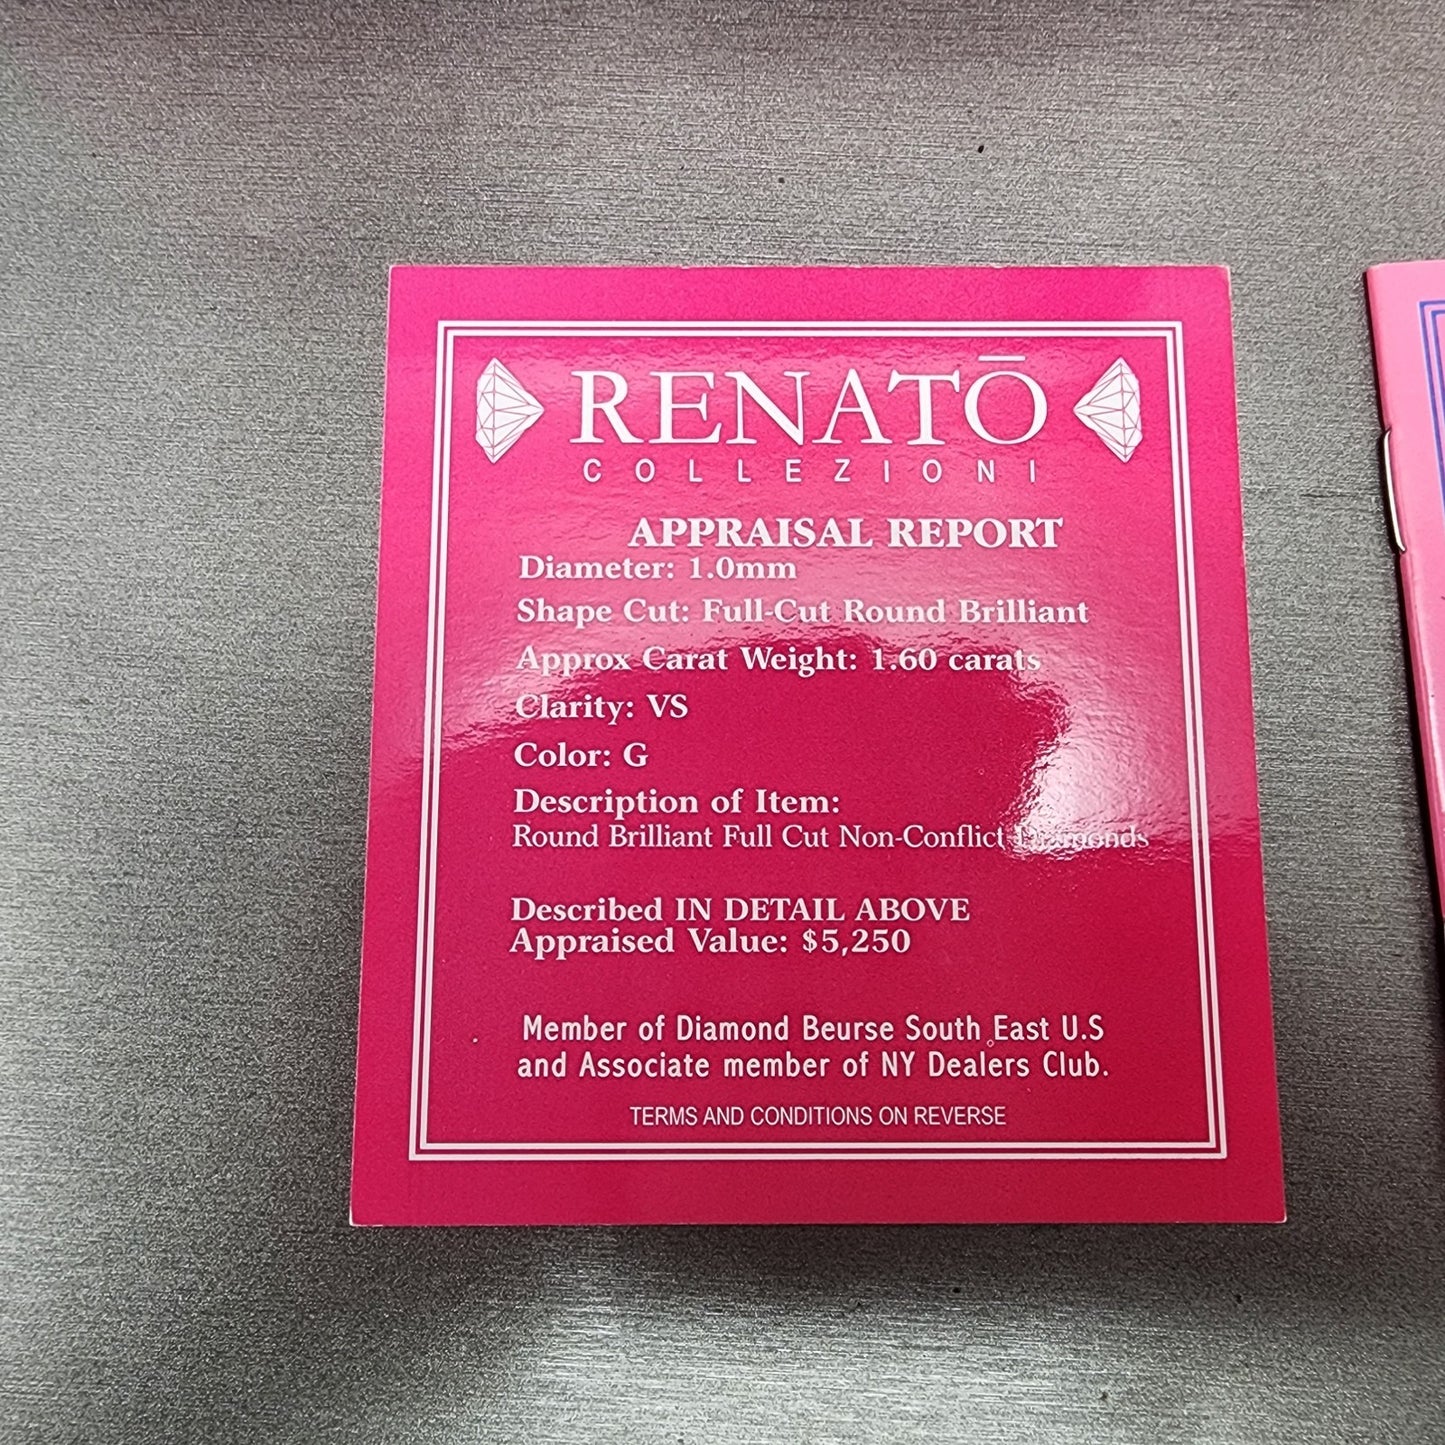 RENATŌ
COLLEZIONI
APPRAISAL REPORT
Diameter: 1.0mm
Shape Cut: Full-Cut Round Brilliant
Approx Carat Weight: 1.60 carats
Clarity: VS
Color: G
Description of Item:
Round Brilliant Full Cut Non-Conflict Diamonds
Described IN DETAIL ABOVE
Appraised Value: $5,250
Member of Diamond Beurse South East U.S
and Associate member of NY Dealers Club.
TERMS AND CONDITIONS ON REVERSE